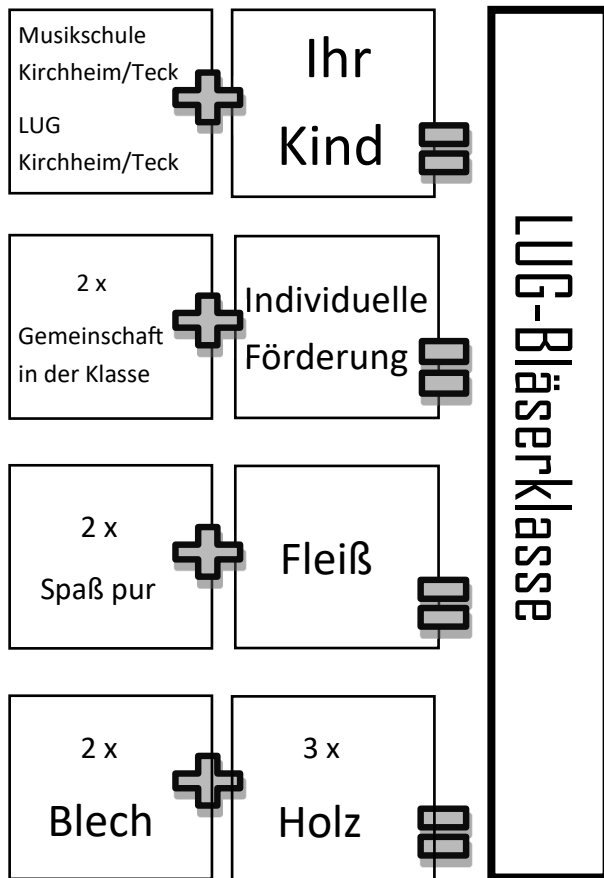 Musikschule
Kirchheim/Teck
LUG
Kirchheim/Teck
Ihr
Kind
2 x
Gemeinschaft
in der Klasse
Individuelle
Förderung
2 x
Spaß pur
Fleiß
2 x
Blech
3 x
Holz
LUG-Bläserklasse